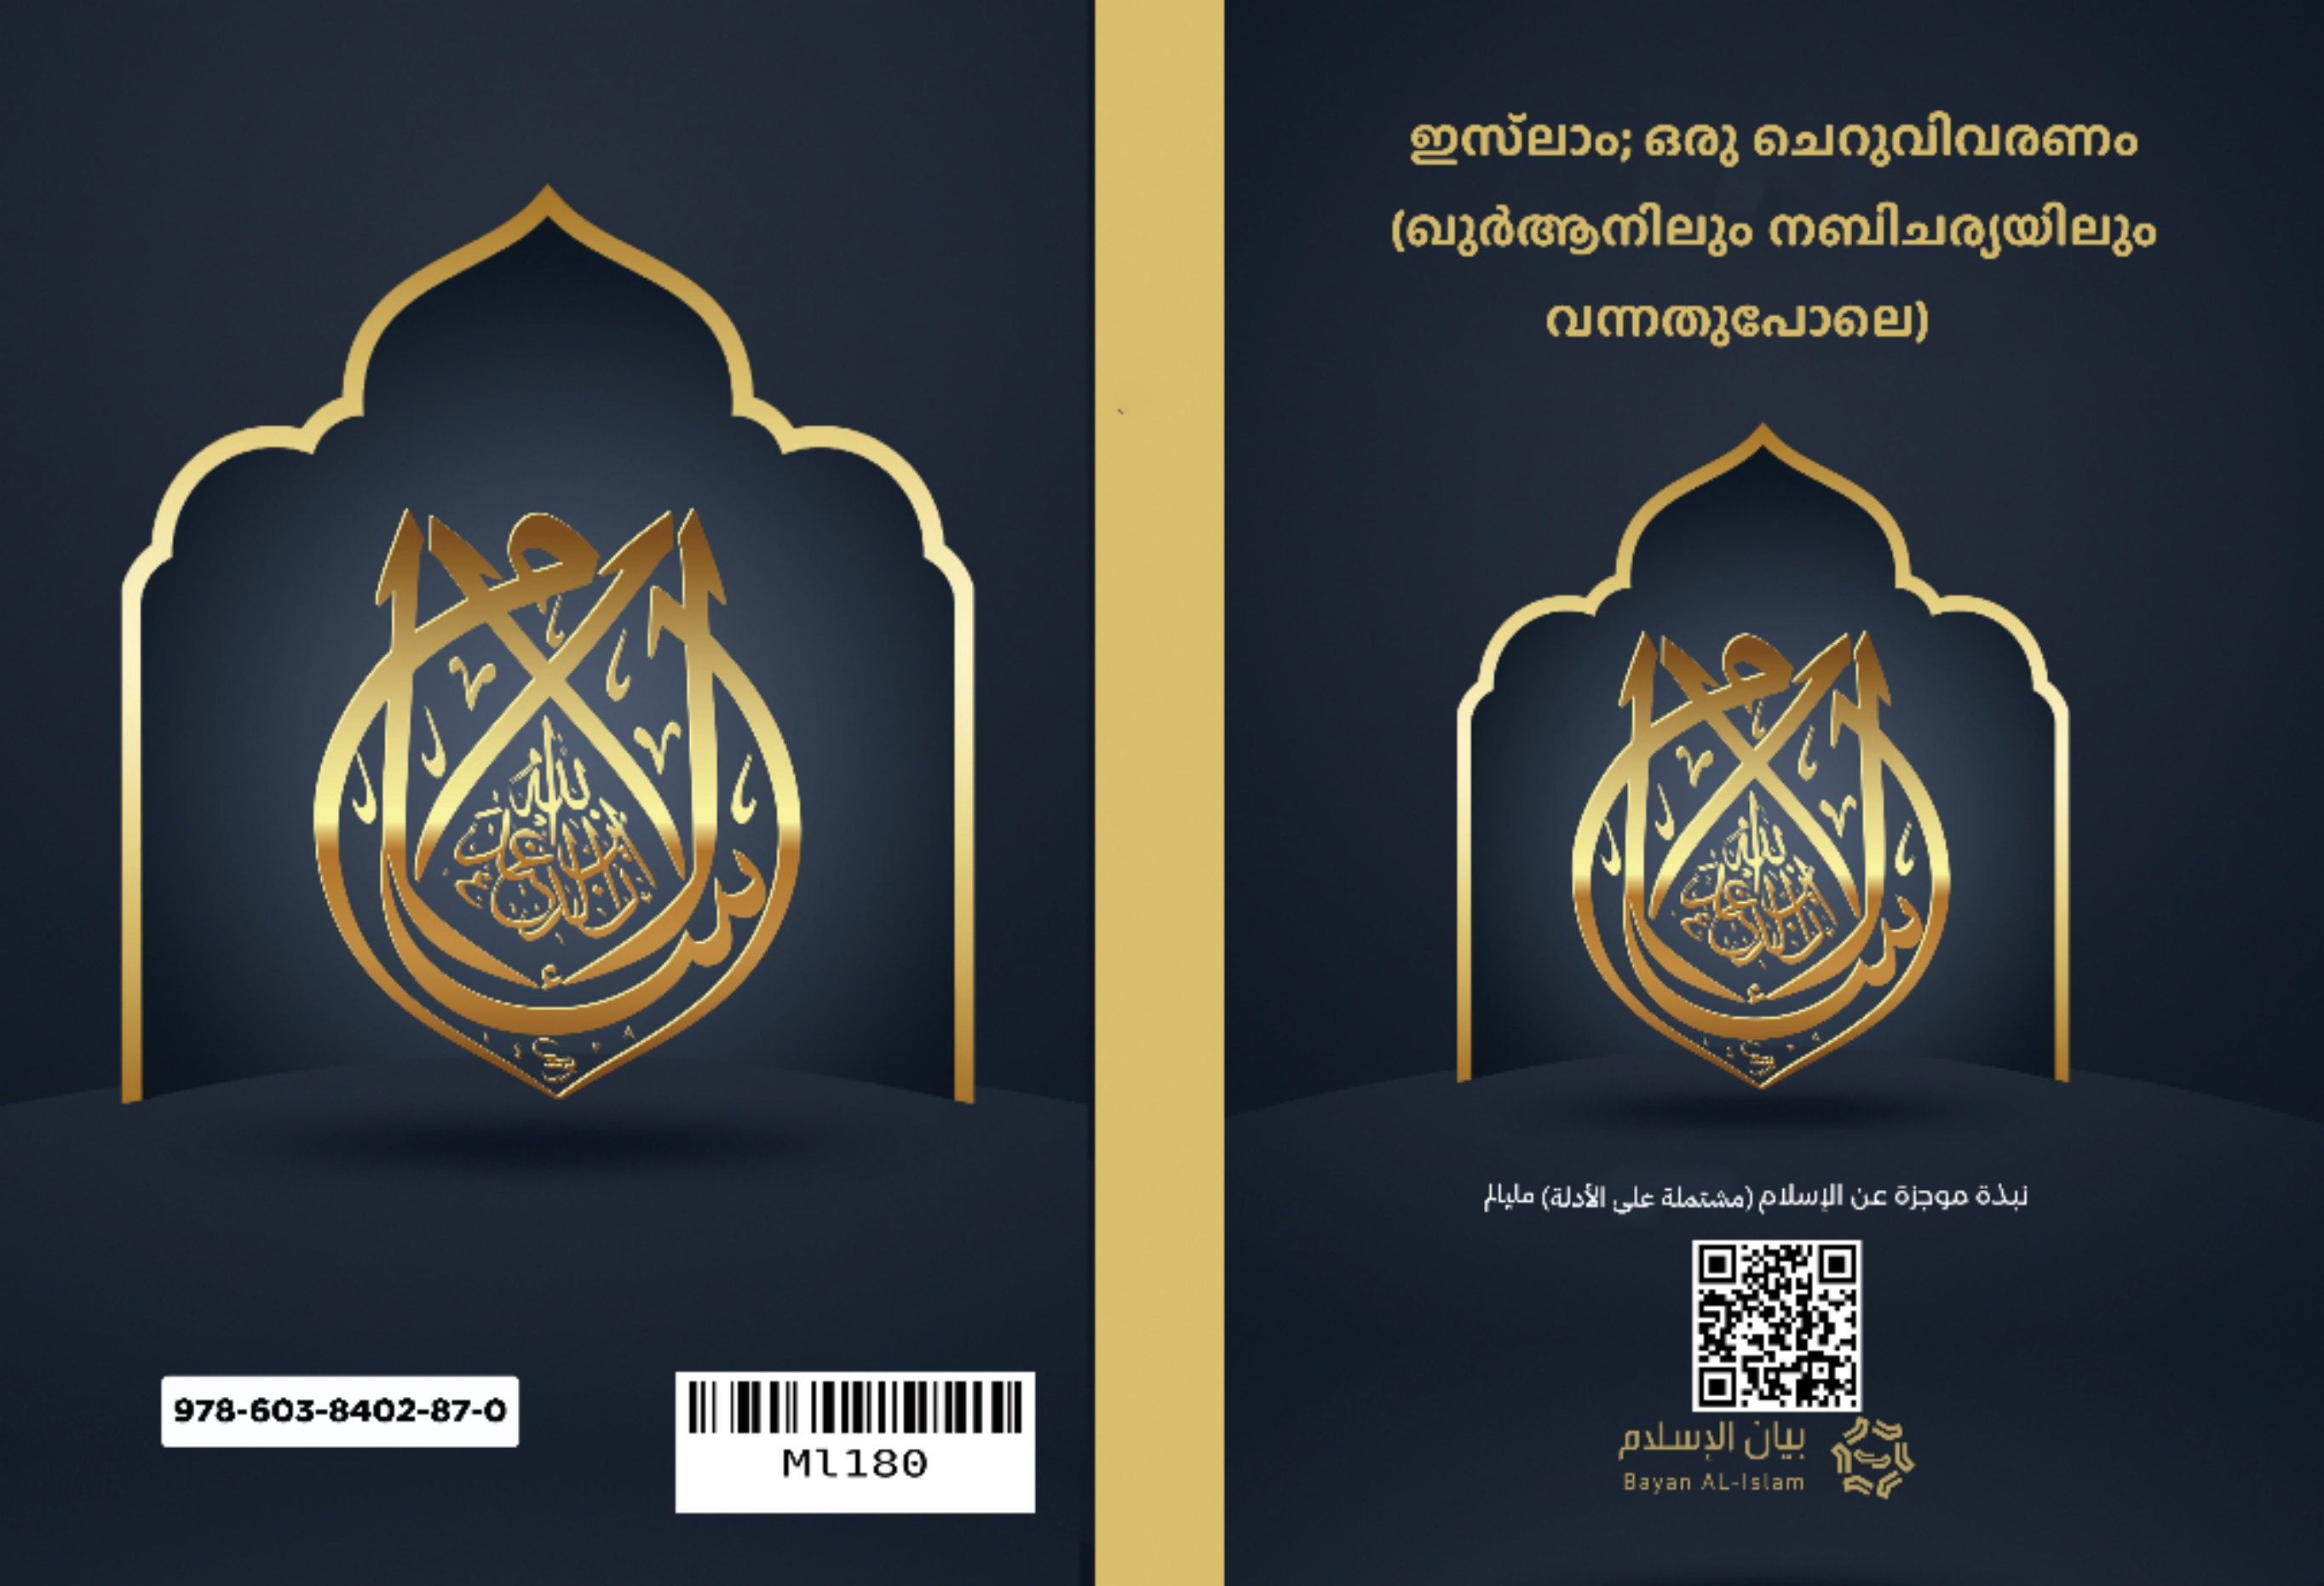 ഇസ്‌ലാം; ഒരു ചെറുവിവരണം
(ഖുർആനിലും നബിചര്യയിലും
വന്നതുപോലെ)
نبذة موجزة عن الإسلام (مشتملة على الأدلة) مليالم
بيان الإسلام
Bayan AL-Islam
978-603-8402-87-0
Ml180